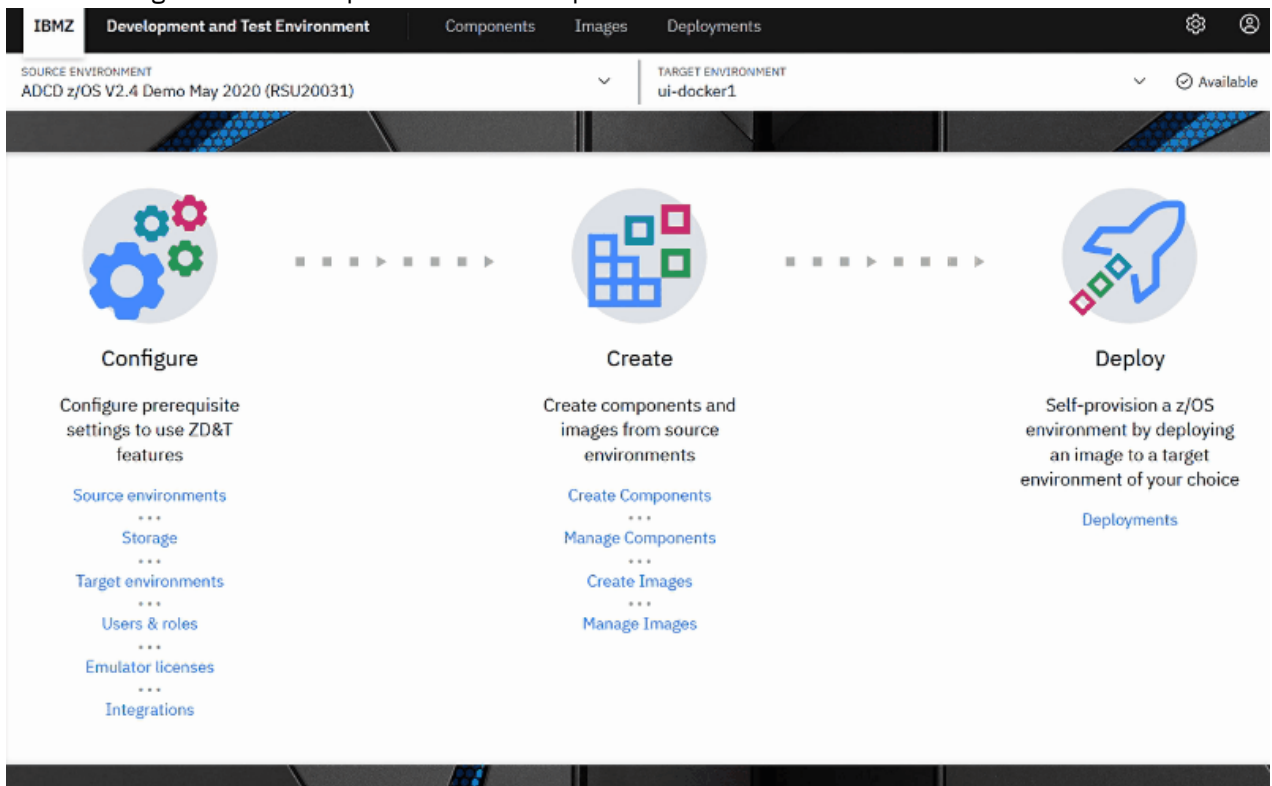 IBMZ Development and Test Environment Components Images Deployments
SOURCE ENVIRONMENT
ADCD z/OS V2.4 Demo May 2020 (RSU20031)
TARGET ENVIRONMENT
ui-docker1
Available
Configure
Configure prerequisite
settings to use ZD&T
features
Source environments
Storage
Target environments
Users & roles
Emulator licenses
Integrations
Create
Create components and
images from source
environments
Create Components
Manage Components
Create Images
Manage Images
Deploy
Self-provision a z/OS
environment by deploying
an image to a target
environment of your choice
Deployments